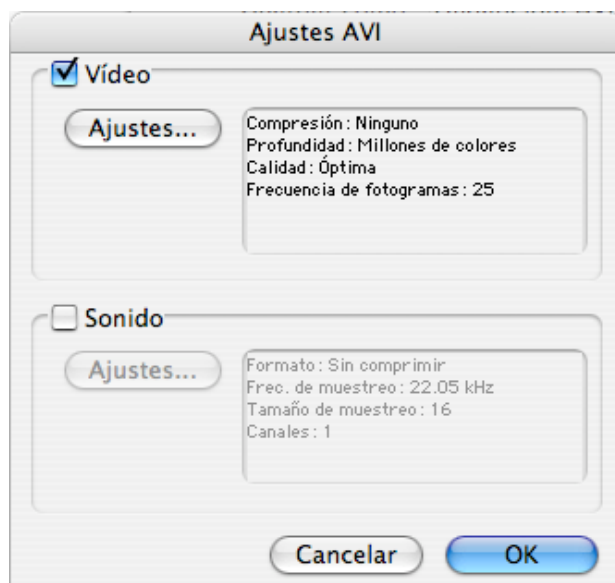 Ajustes AVI
Vídeo
Ajustes...
Compresión: Ninguno
Profundidad: Millones de colores
Calidad: Óptima
Frecuencia de fotogramas: 25
Sonido
Ajustes...
Formato: Sin comprimir
Frec. de muestreo: 22.05 kHz
Tamaño de muestreo: 16
Canales: 1
Cancelar
OK